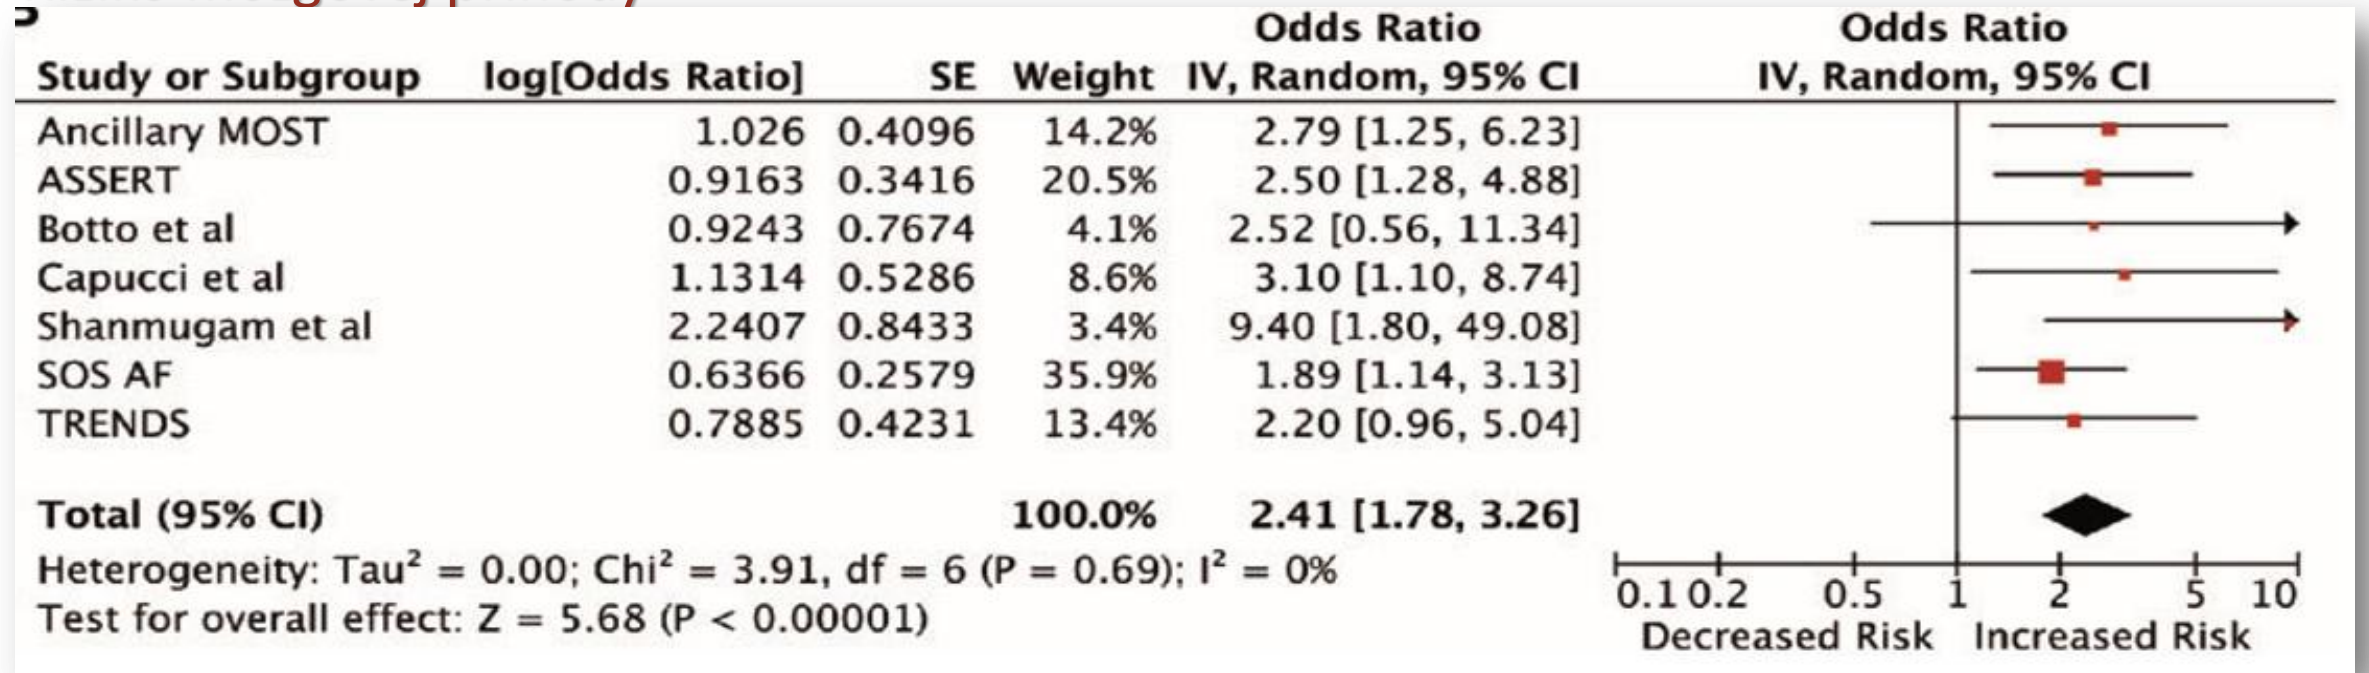 Odds Ratio Odds Ratio
Study or Subgroup log[Odds Ratio] SE Weight IV, Random, 95% CI IV, Random, 95% CI
Ancillary MOST 1.026 0.4096 14.2% 2.79 [1.25, 6.23]
ASSERT 0.9163 0.3416 20.5% 2.50 [1.28, 4.88]
Botto et al 0.9243 0.7674 4.1% 2.52 [0.56, 11.34]
Capucci et al 1.1314 0.5286 8.6% 3.10 [1.10, 8.74]
Shanmugam et al 2.2407 0.8433 3.4% 9.40 [1.80, 49.08]
SOS AF 0.6366 0.2579 35.9% 1.89 [1.14, 3.13]
TRENDS 0.7885 0.4231 13.4% 2.20 [0.96, 5.04]
Total (95% CI) 100.0% 2.41 [1.78, 3.26]
Heterogeneity: Tau² = 0.00; Chi² = 3.91, df = 6 (P = 0.69); I² = 0%
Test for overall effect: Z = 5.68 (P < 0.00001)
0.1 0.2 0.5 1 2 5 10
Decreased Risk Increased Risk